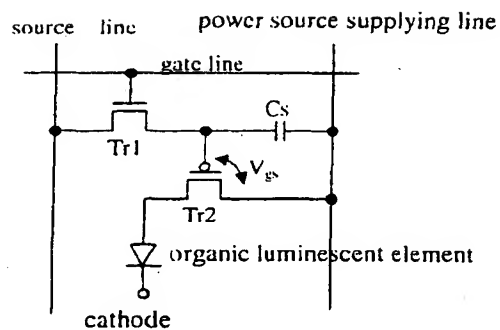 source line
power source supplying line
gate line
Cs
Tr1
Vgs
Tr2
organic luminescent element
cathode